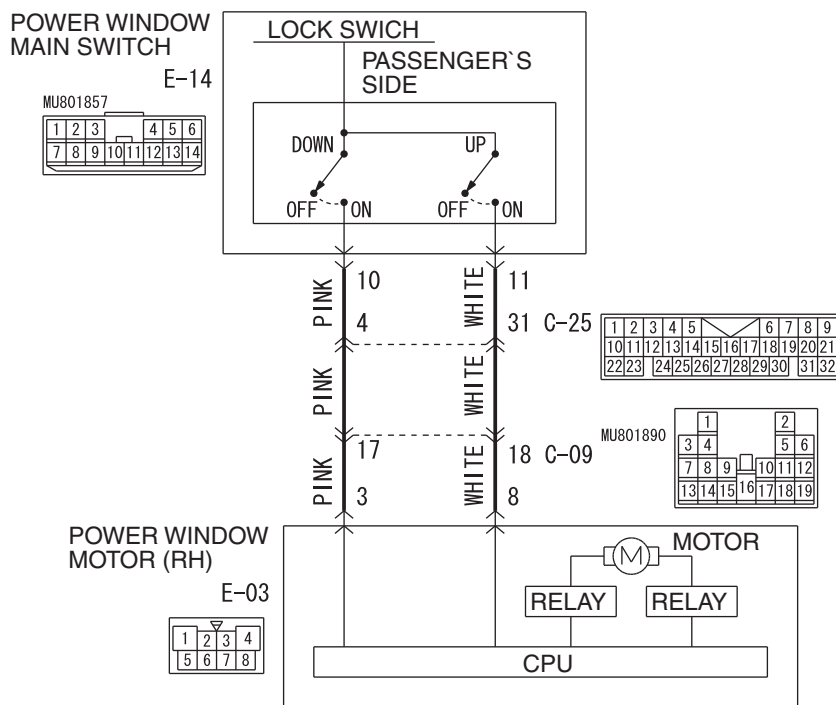 POWER WINDOW
MAIN SWITCH
E-14
MU801857
1 2 3 4 5 6
7 8 9 10 11 12 13 14
LOCK SWICH
PASSENGER`S
SIDE
DOWN UP
OFF ON OFF ON
PINK 10 WHITE 11
4 31 C-25
1 2 3 4 5 6 7 8 9
10 11 12 13 14 15 16 17 18 19 20 21
22 23 24 25 26 27 28 29 30 31 32
PINK WHITE
17 18 C-09
MU801890
1 2
3 4 5 6
7 8 9 10 11 12
13 14 15 16 17 18 19
PINK 3 WHITE 8
POWER WINDOW
MOTOR (RH)
E-03
1 2 3 4
5 6 7 8
M MOTOR
RELAY RELAY
CPU